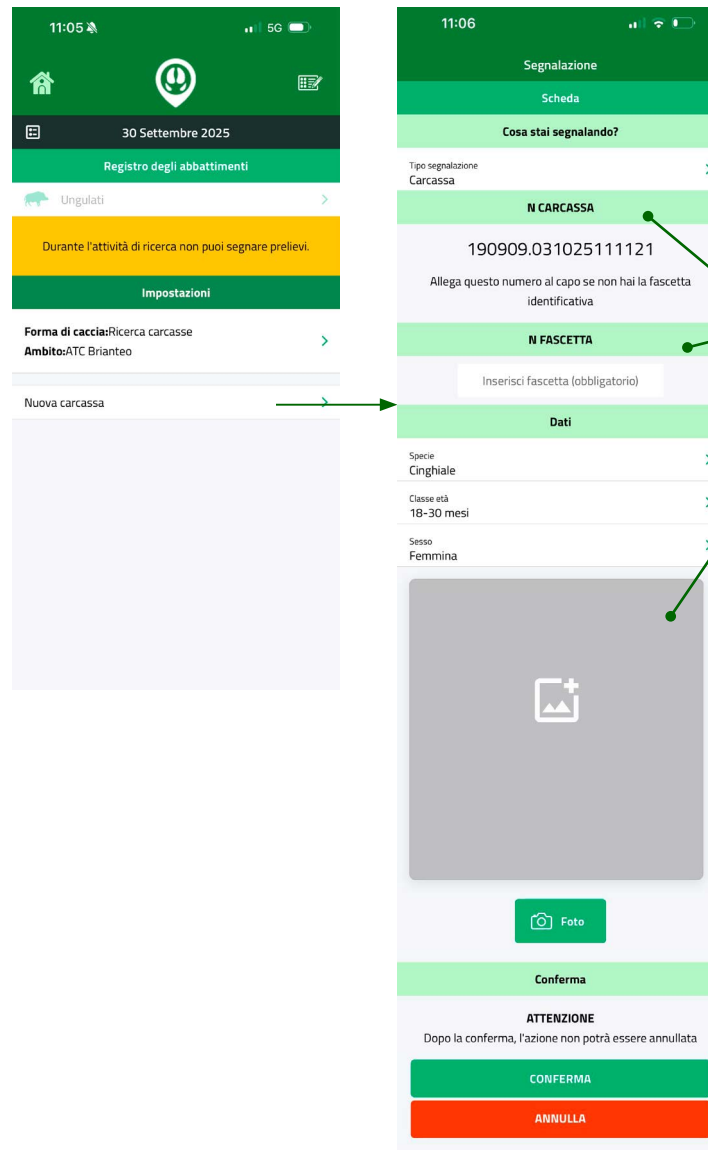 11:05
5G
30 Settembre 2025
Registro degli abbattimenti
Ungulati
Durante l'attività di ricerca non puoi segnare prelievi.
Impostazioni
Forma di caccia:Ricerca carcasse
Ambito:ATC Brianteo
Nuova carcassa
11:06
Segnalazione
Scheda
Cosa stai segnalando?
Tipo segnalazione
Carcassa
N CARCASSA
190909.031025111121
Allega questo numero al capo se non hai la fascetta
identificativa
N FASCETTA
Inserisci fascetta (obbligatorio)
Dati
Specie
Cinghiale
Classe età
18-30 mesi
Sesso
Femmina
Foto
Conferma
ATTENZIONE
Dopo la conferma, l'azione non potrà essere annullata
CONFERMA
ANNULLA